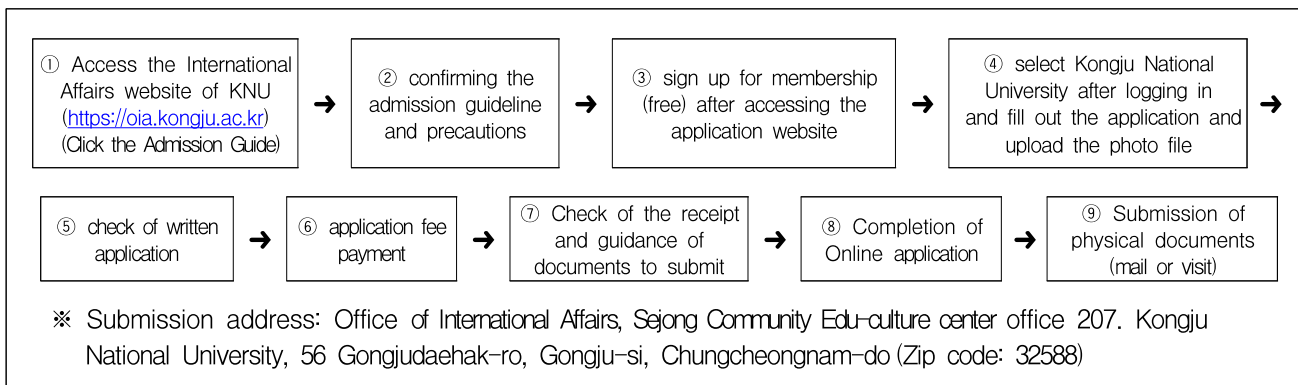 ① Access the International
Affairs website of KNU
(https://oia.kongju.ac.kr)
(Click the Admission Guide)
➜
② confirming the
admission guideline
and precautions
➜
③ sign up for membership
(free) after accessing the
application website
➜
④ select Kongju National
University after logging in
and fill out the application and
upload the photo file
➜
⑤ check of written
application
➜
⑥ application fee
payment
➜
⑦ Check of the receipt
and guidance of
documents to submit
➜
⑧ Completion of
Online application
➜
⑨ Submission of
physical documents
(mail or visit)
※ Submission address: Office of International Affairs, Sejong Community Edu-culture center office 207. Kongju
National University, 56 Gongjudaehak-ro, Gongju-si, Chungcheongnam-do (Zip code: 32588)